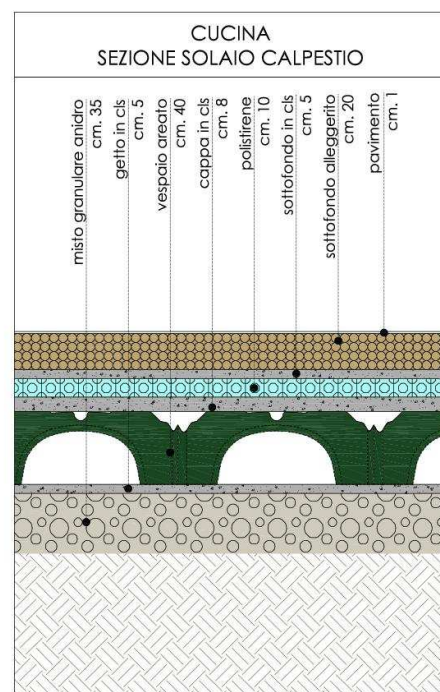 CUCINA
SEZIONE SOLAIO CALPESTIO
misto granulare anidro
cm. 35
getto in cls
cm. 5
vespaio areato
cm. 40
cappa in cls
cm. 8
polistirene
cm. 10
sottofondo in cls
cm. 5
sottofondo alleggerito
cm. 20
pavimento
cm. 1